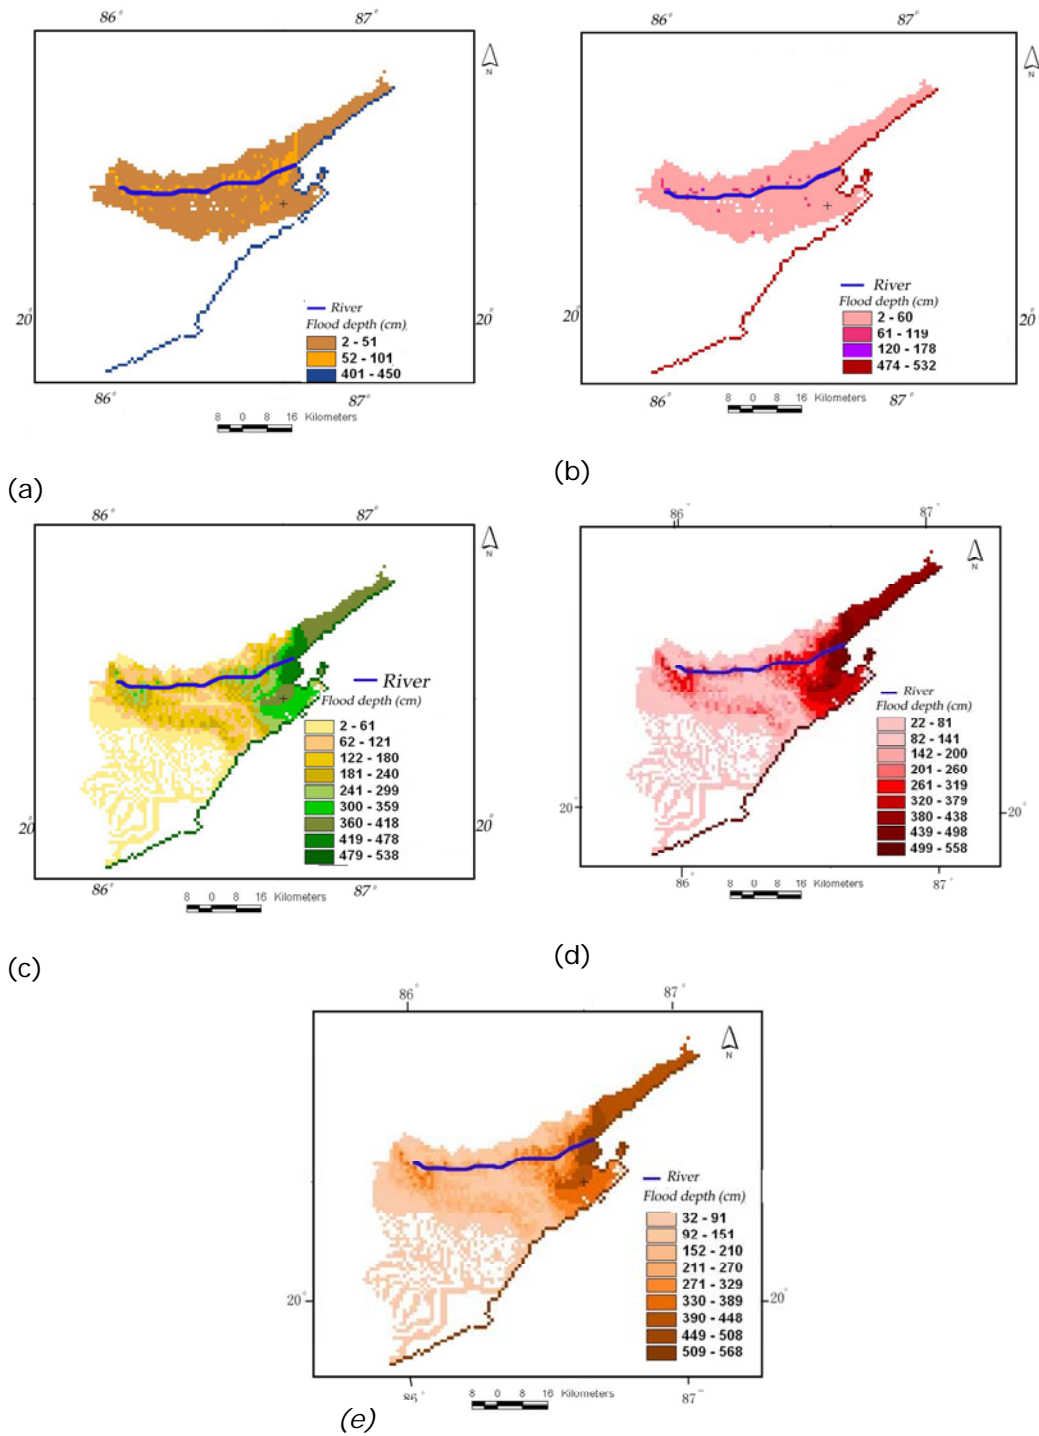 86° 87°
N
20° 20°
River
Flood depth (cm)
2 - 51
52 - 101
401 - 450
86° 87°
8 0 8 16 Kilometers
(a)
86° 87°
N
20° 20°
River
Flood depth (cm)
2 - 60
61 - 119
120 - 178
474 - 532
86° 87°
8 0 8 16 Kilometers
(b)
86° 87°
N
20° 20°
River
Flood depth (cm)
2 - 61
62 - 121
122 - 180
181 - 240
241 - 299
300 - 359
360 - 418
419 - 478
479 - 538
86° 87°
8 0 8 16 Kilometers
(c)
86° 87°
N
20° 20°
River
Flood depth (cm)
22 - 81
82 - 141
142 - 200
201 - 260
261 - 319
320 - 379
380 - 438
439 - 498
499 - 558
86° 87°
8 0 8 16 Kilometers
(d)
86° 87°
N
20° 20°
River
Flood depth (cm)
32 - 91
92 - 151
152 - 210
211 - 270
271 - 329
330 - 389
390 - 448
449 - 508
509 - 568
86° 87°
8 0 8 16 Kilometers
(e)